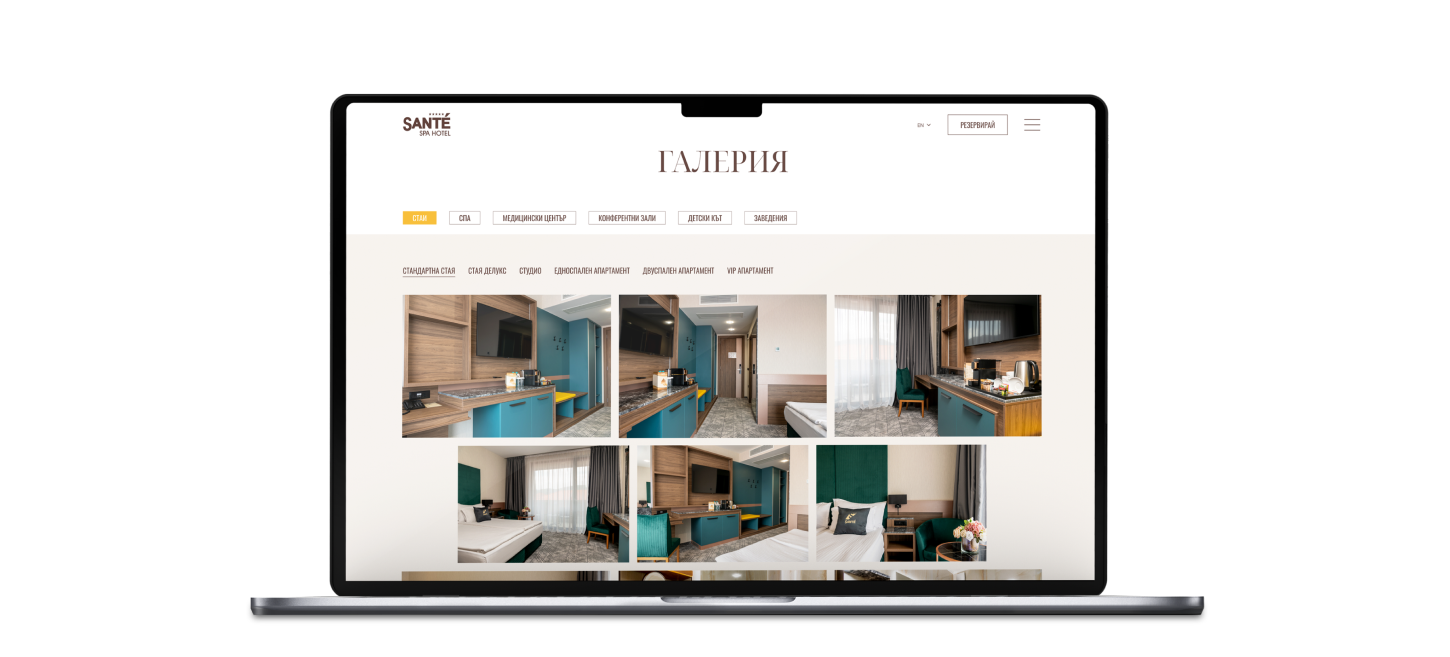 SANTÉ
SPA HOTEL
EN
РЕЗЕРВИРАЙ
ГАЛЕРИЯ
СТАИ
СПА
МЕДИЦИНСКИ ЦЕНТЪР
КОНФЕРЕНТНИ ЗАЛИ
ДЕТСКИ КЪТ
ЗАВЕДЕНИЯ
СТАНДАРТНА СТАЯ
СТАЯ ДЕЛУКС
СТУДИО
ЕДНОСПАЛЕН АПАРТАМЕНТ
ДВУСПАЛЕН АПАРТАМЕНТ
VIP АПАРТАМЕНТ
SANTÉ